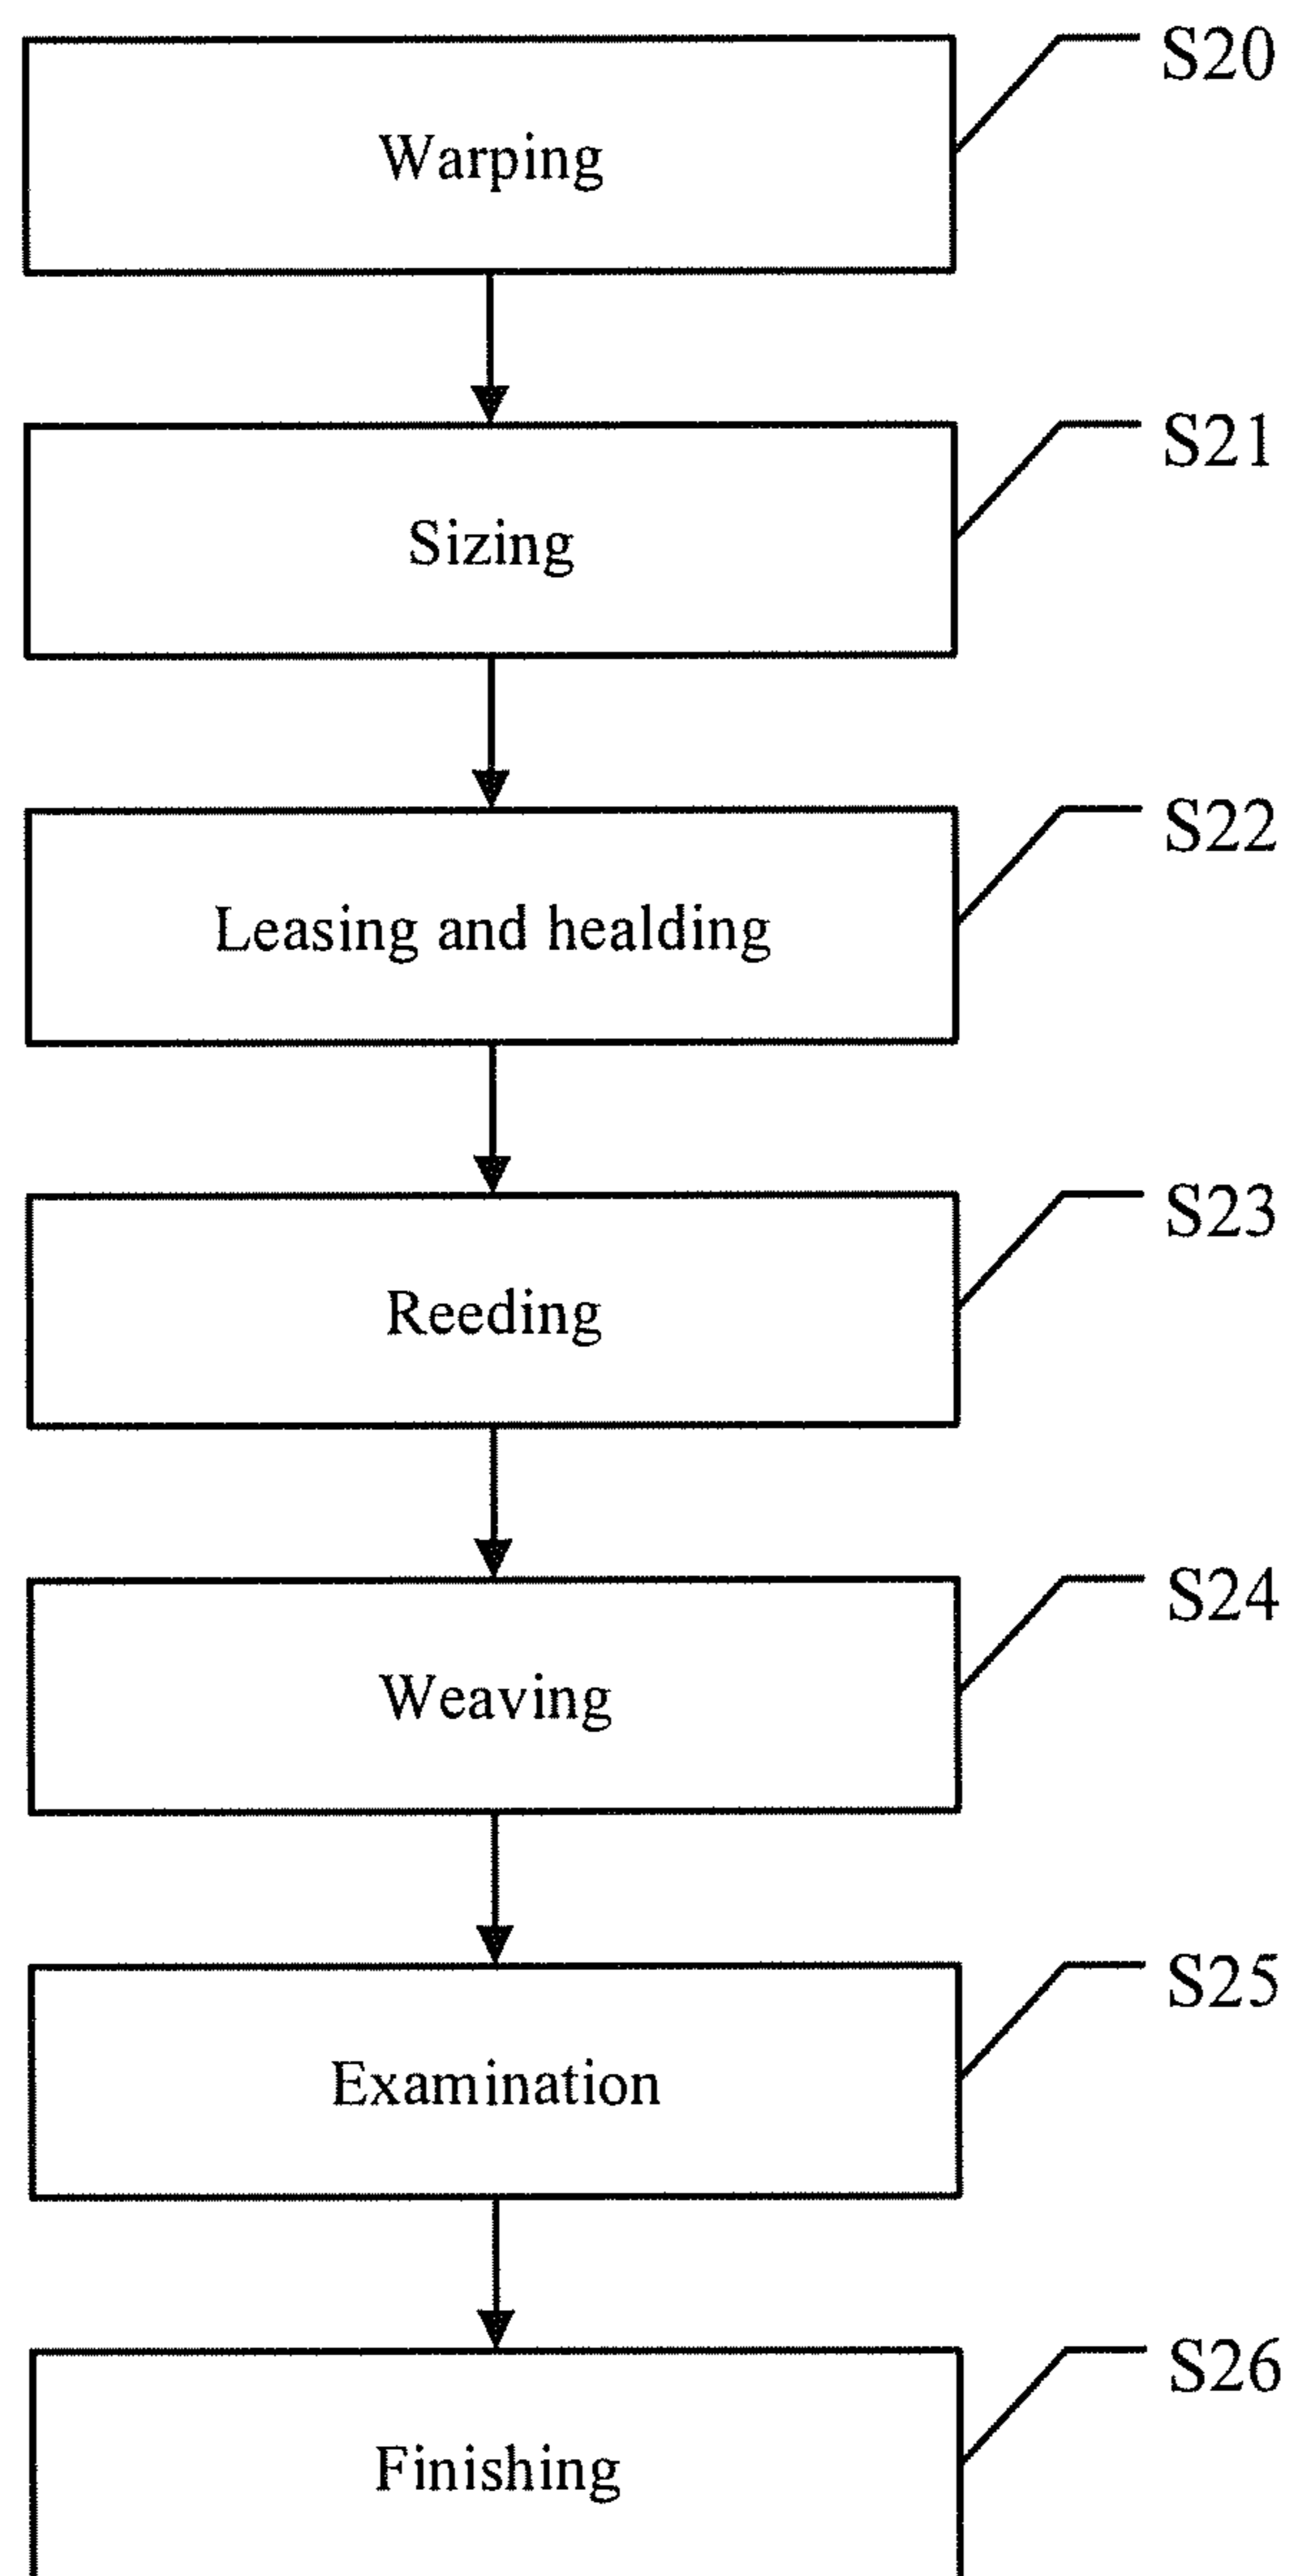 Warping
S20
Sizing
S21
Leasing and healding
S22
Reeding
S23
Weaving
S24
Examination
S25
Finishing
S26